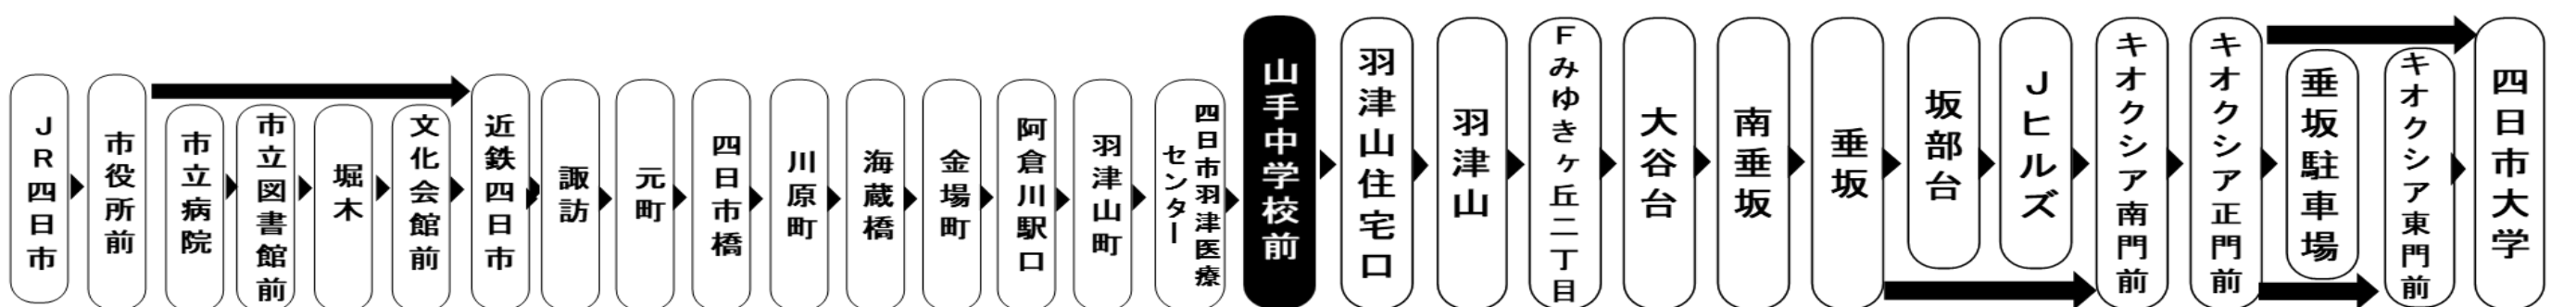 JR四日市
市役所前
市立病院
市立図書館前
堀木
文化会館前
近鉄四日市
諏訪
元町
四日市橋
川原町
海蔵橋
金場町
阿倉川駅口
羽津山町
四日市羽津医療
センター
山手中学校前
羽津山住宅口
羽津山
Fみゆきヶ丘二丁目
大谷台
南垂坂
垂坂
坂部台
Jヒルズ
キオクシア南門前
キオクシア正門前
垂坂駐車場
キオクシア東門前
四日市大学